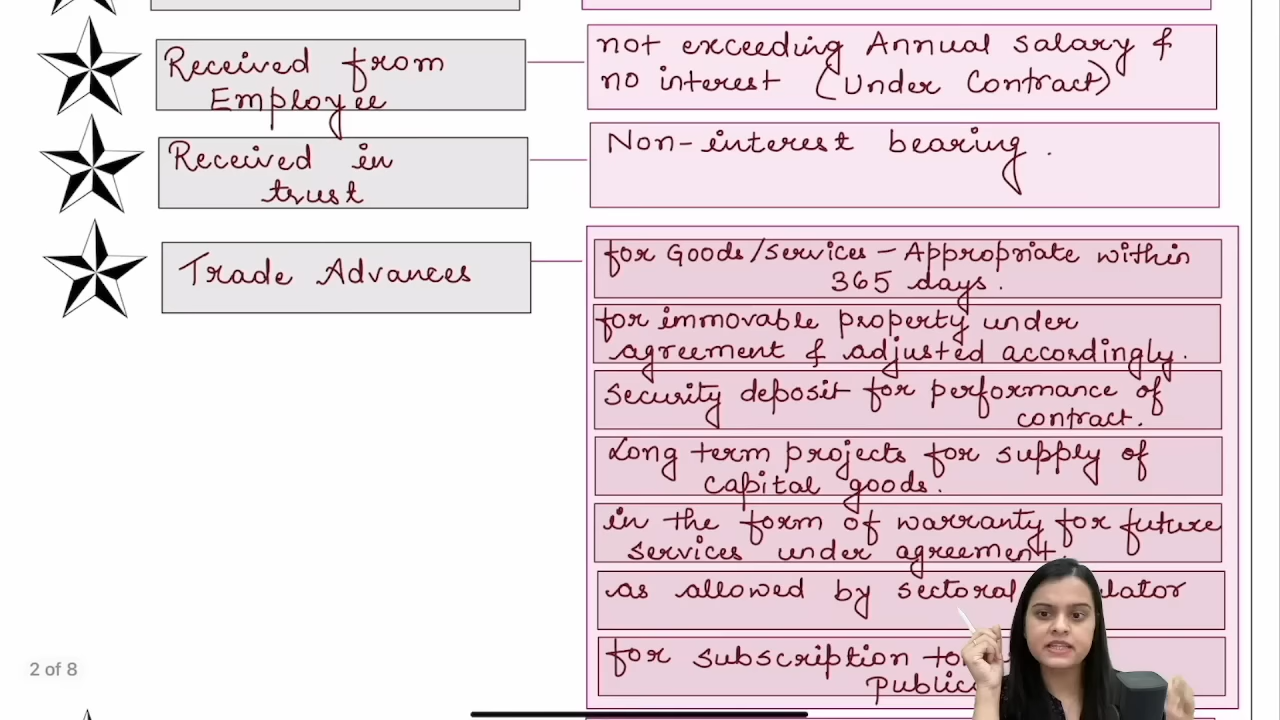 Received from
Employee
not exceeding Annual salary &
no interest (Under Contract)
Received in
trust
Non-interest bearing.
Trade Advances
for Goods/Services - Appropriate within
365 days.
for immovable property under
agreement & adjusted accordingly.
Security deposit for performance of
contract.
Long term projects for supply of
capital goods.
in the form of warranty for future
services under agreement.
as allowed by sectoral
for subscription
public
2 of 8